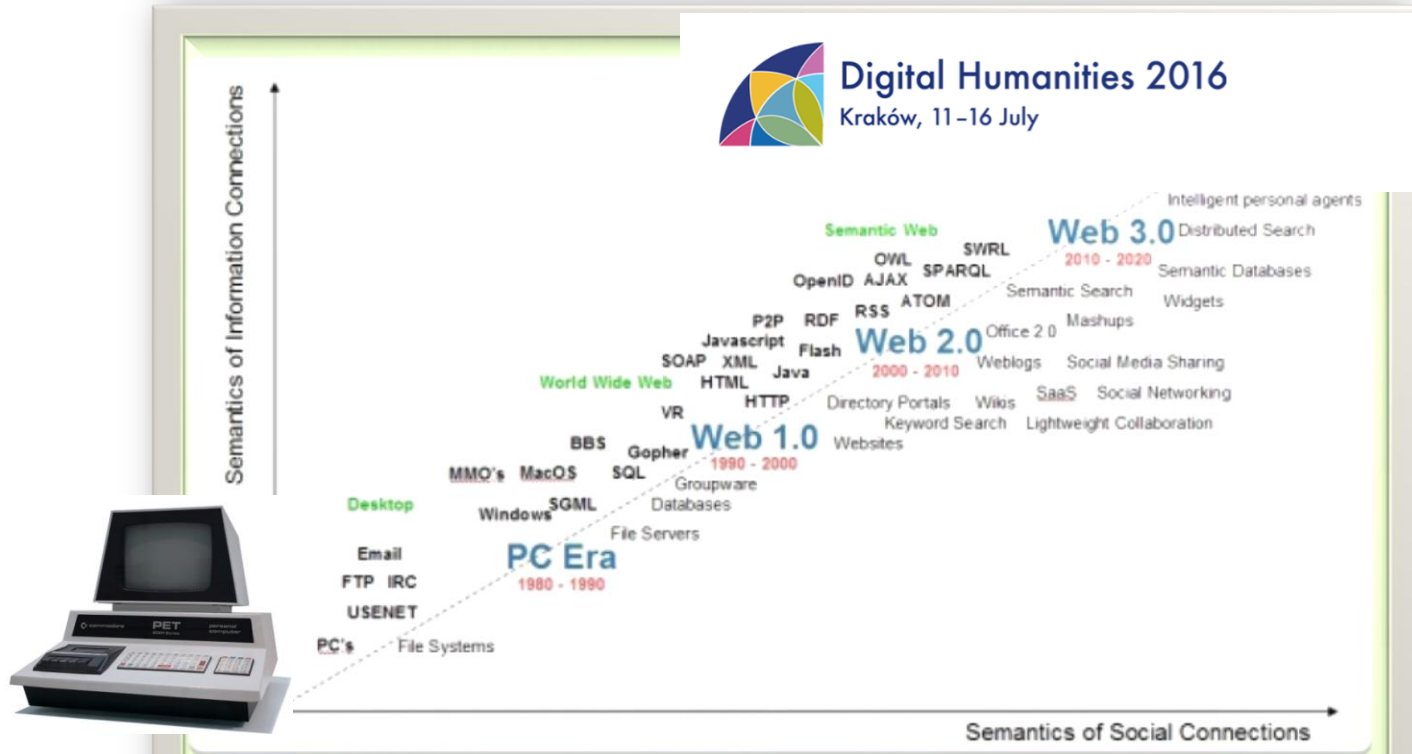 Digital Humanities 2016
Kraków, 11–16 July
Semantics of Information Connections
Intelligent personal agents
Semantic Web
Web 3.0
Distributed Search
2010 - 2020
SWRL
OWL
SPARQL
Semantic Databases
OpenID
AJAX
Semantic Search
Widgets
ATOM
RSS
P2P
RDF
Mashups
Office 2.0
Javascript
Flash
Web 2.0
2000 - 2010
SOAP
XML
Java
Weblogs
Social Media Sharing
World Wide Web
HTML
HTTP
Directory Portals
Wikis
SaaS
Social Networking
VR
Keyword Search
Lightweight Collaboration
Web 1.0
1990 - 2000
Websites
BBS
Gopher
MMO's
MacOS
SQL
Groupware
Desktop
Windows
SGML
Databases
File Servers
Email
PC Era
1980 - 1990
FTP
IRC
USENET
PC's
File Systems
commodore
PET
personal computer
Semantics of Social Connections